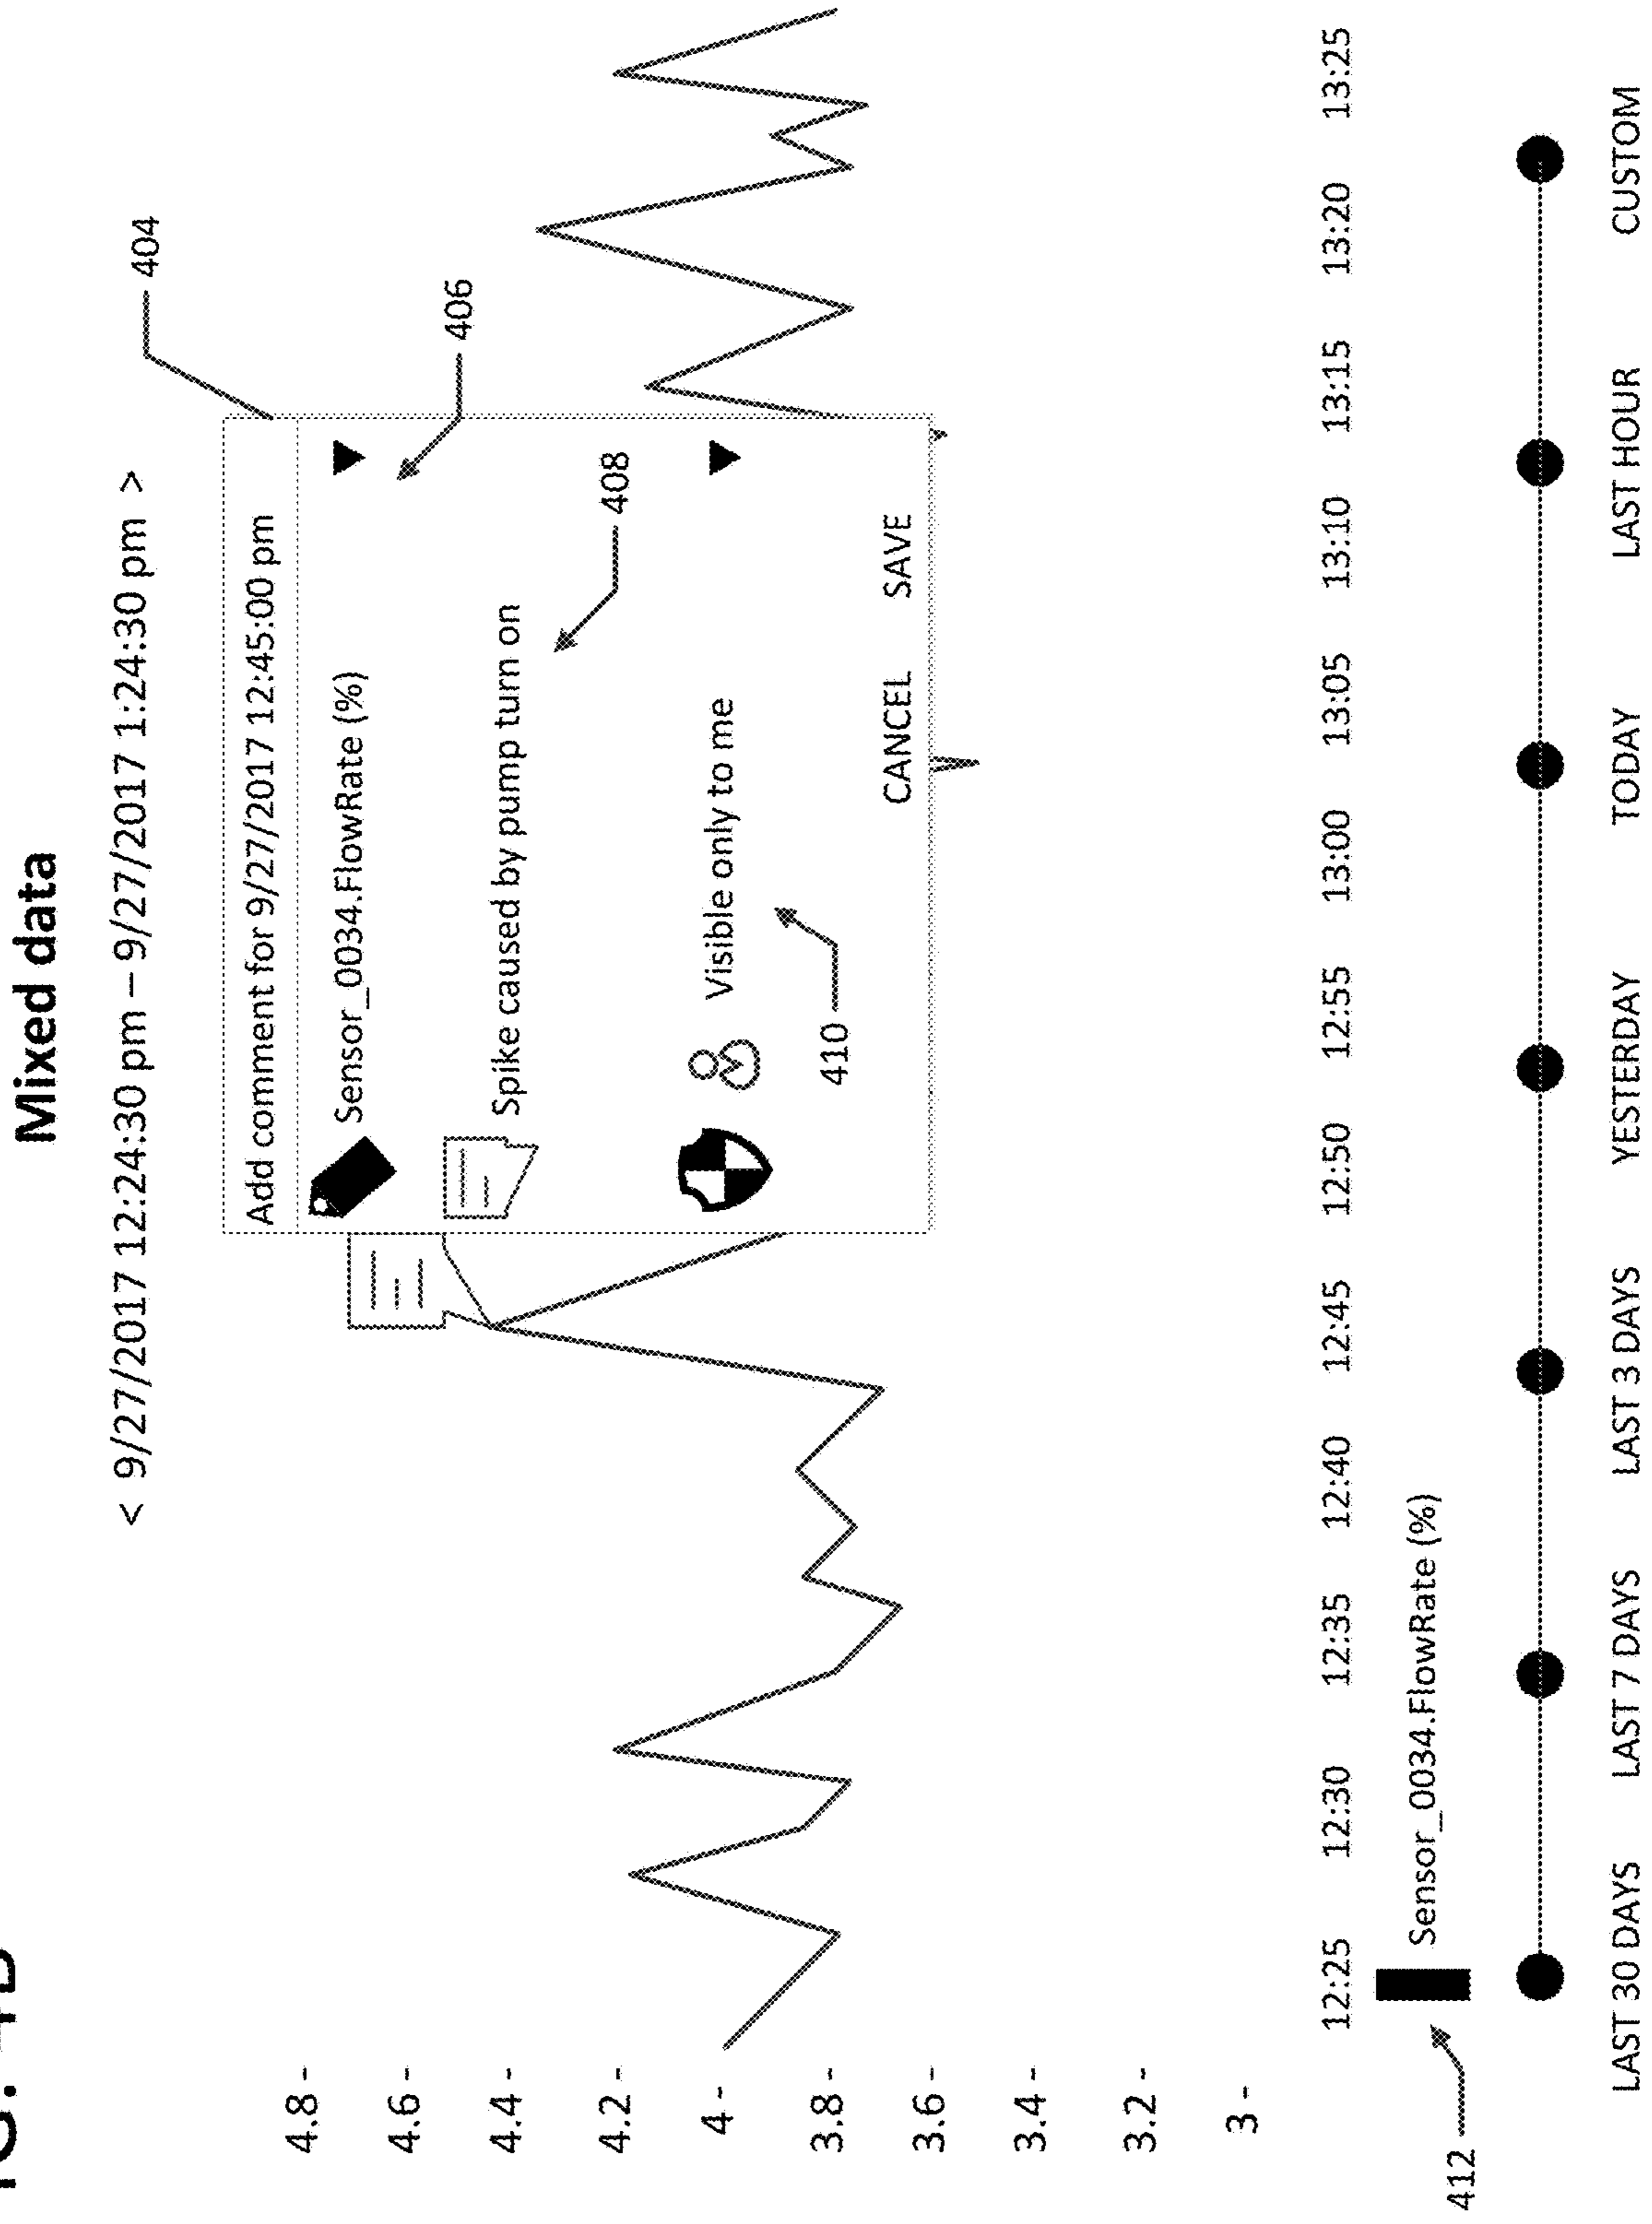 Mixed data
< 9/27/2017 12:24:30 pm – 9/27/2017 1:24:30 pm >
404
Add comment for 9/27/2017 12:45:00 pm
Sensor_0034.FlowRate (%)
406
Spike caused by pump turn on
408
Visible only to me
410
CANCEL SAVE
4.8 -
4.6 -
4.4 -
4.2 -
4 -
3.8 -
3.6 -
3.4 -
3.2 -
3 -
12:25 12:30 12:35 12:40 12:45 12:50 12:55 13:00 13:05 13:10 13:15 13:20 13:25
412
Sensor_0034.FlowRate (%)
LAST 30 DAYS LAST 7 DAYS LAST 3 DAYS YESTERDAY TODAY LAST HOUR CUSTOM